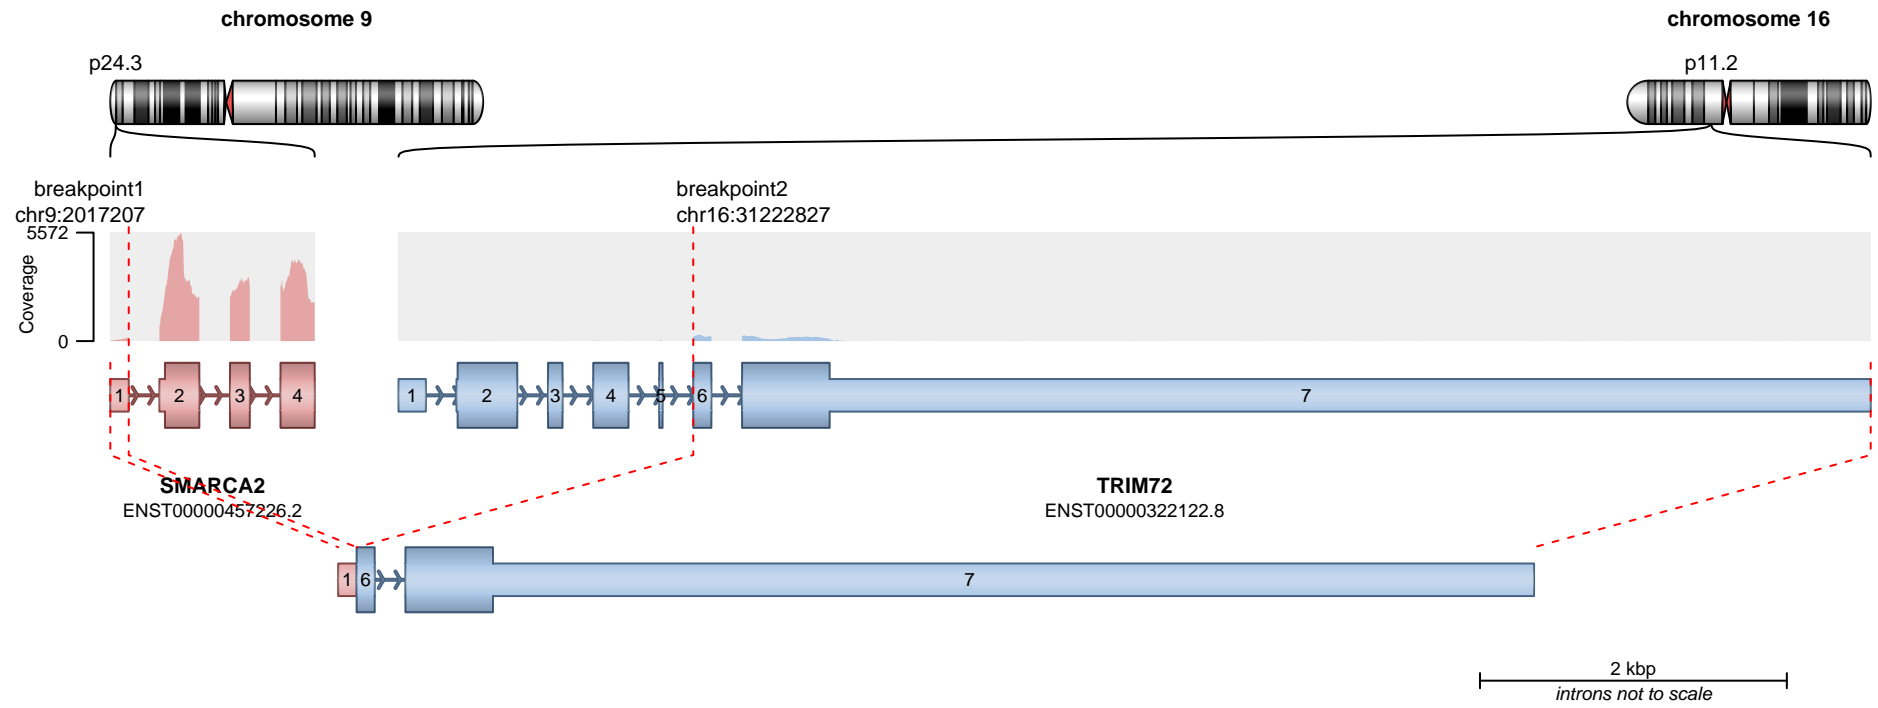 chromosome 9
chromosome 16
p24.3
p11.2
breakpoint1
chr9:2017207
breakpoint2
chr16:31222827
5572
Coverage
0
1 2 3 4
1 2 3 4 5 6 7
SMARCA2
ENST00000457226.2
TRIM72
ENST00000322122.8
1 6 7
2 kbp
introns not to scale